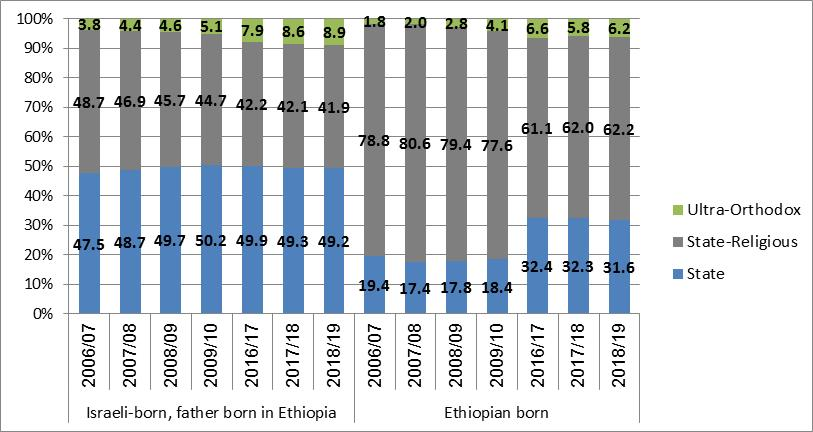 100%
90%
80%
70%
60%
50%
40%
30%
20%
10%
0%
3.8 4.4 4.6 5.1 7.9 8.6 8.9 1.8 2.0 2.8 4.1 6.6 5.8 6.2
48.7 46.9 45.7 44.7 42.2 42.1 41.9 78.8 80.6 79.4 77.6 61.1 62.0 62.2
47.5 48.7 49.7 50.2 49.9 49.3 49.2 19.4 17.4 17.8 18.4 32.4 32.3 31.6
2006/07 2007/08 2008/09 2009/10 2016/17 2017/18 2018/19 2006/07 2007/08 2008/09 2009/10 2016/17 2017/18 2018/19
Israeli-born, father born in Ethiopia Ethiopian born
Ultra-Orthodox
State-Religious
State